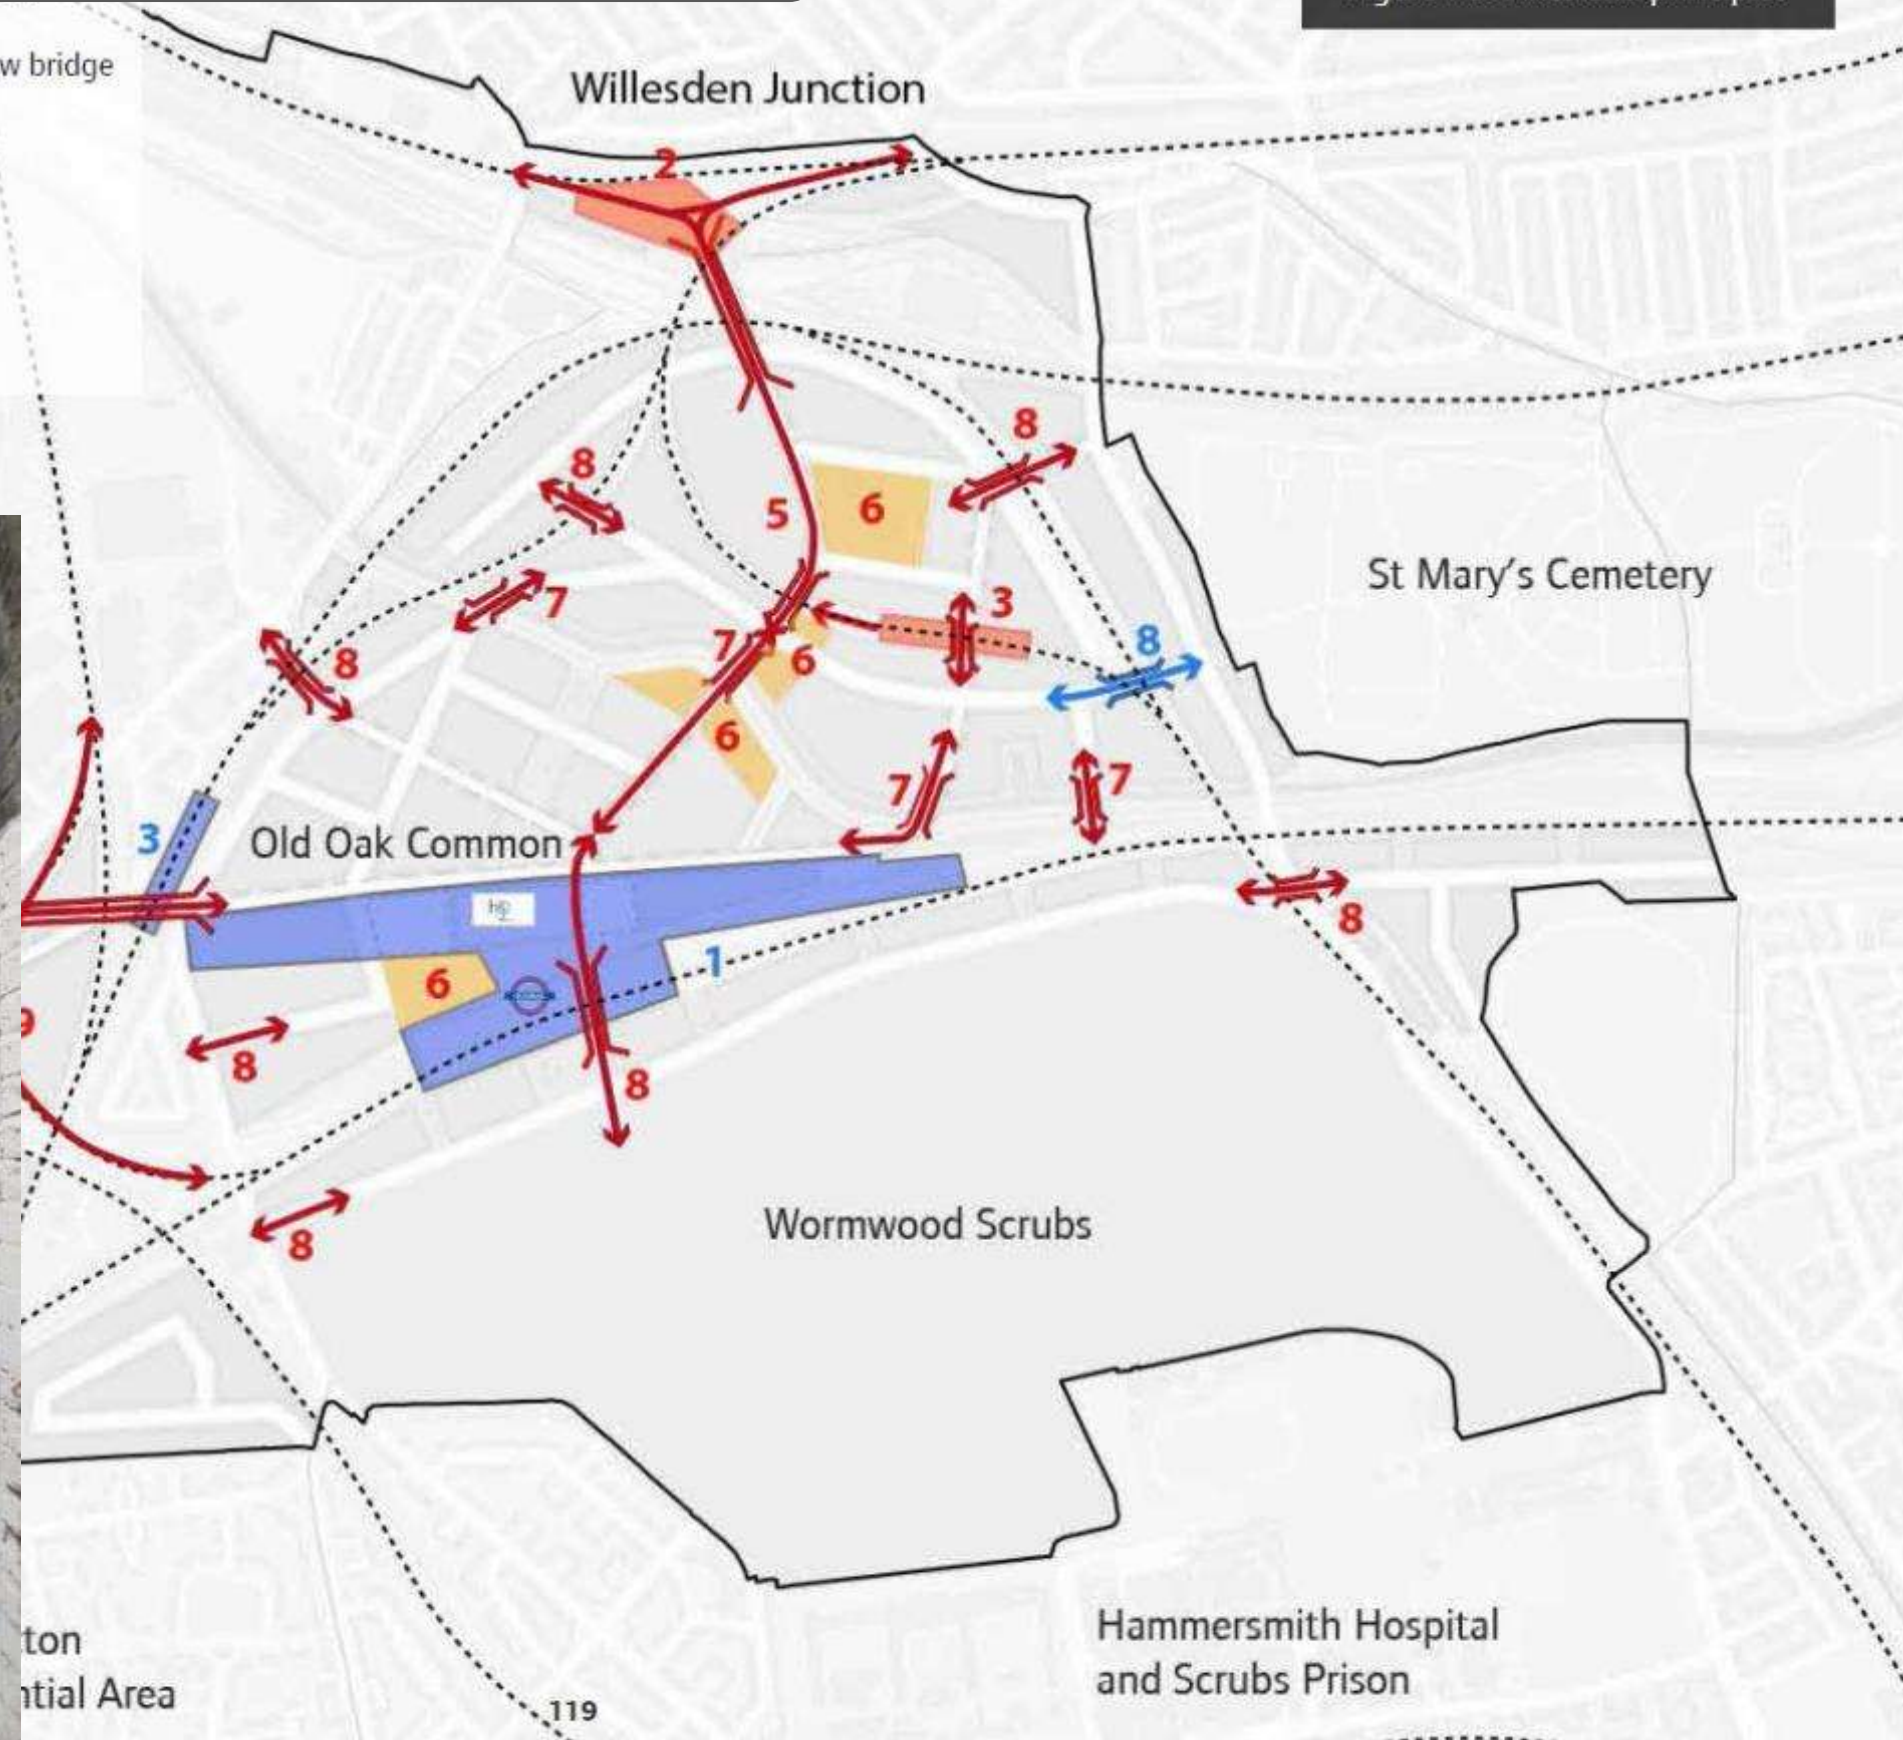 w bridge
Willesden Junction
2
8
8
5
6
St Mary's Cemetery
7
3
8
7
6
8
6
7
7
3
Old Oak Common
8
1
6
9
8
8
Wormwood Scrubs
8
Hammersmith Hospital
and Scrubs Prison
ton
ntial Area
119